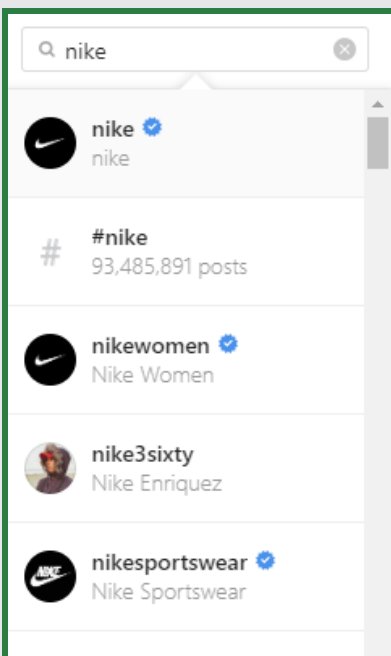 nike
nike
nike
#
#nike
93,485,891 posts
nikewomen
Nike Women
nike3sixty
Nike Enriquez
NIKE
nikesportswear
Nike Sportswear